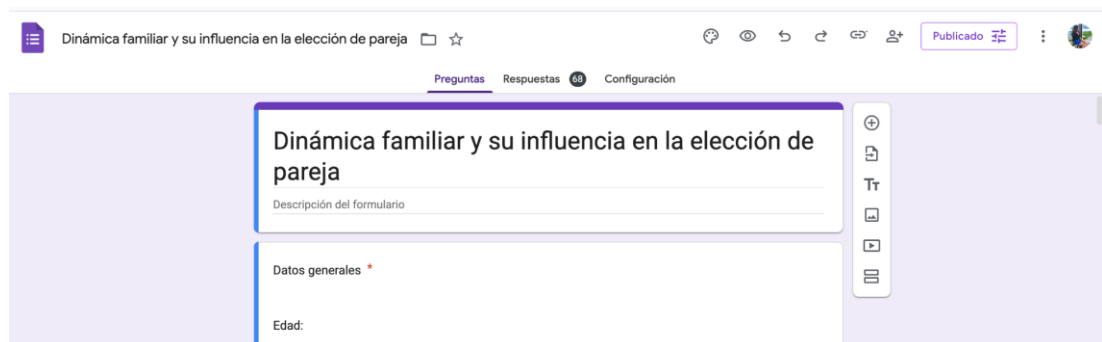 Dinámica familiar y su influencia en la elección de pareja
Publicado
Preguntas Respuestas 68 Configuración
Dinámica familiar y su influencia en la elección de
pareja
Descripción del formulario
Tт
Datos generales *
Edad: